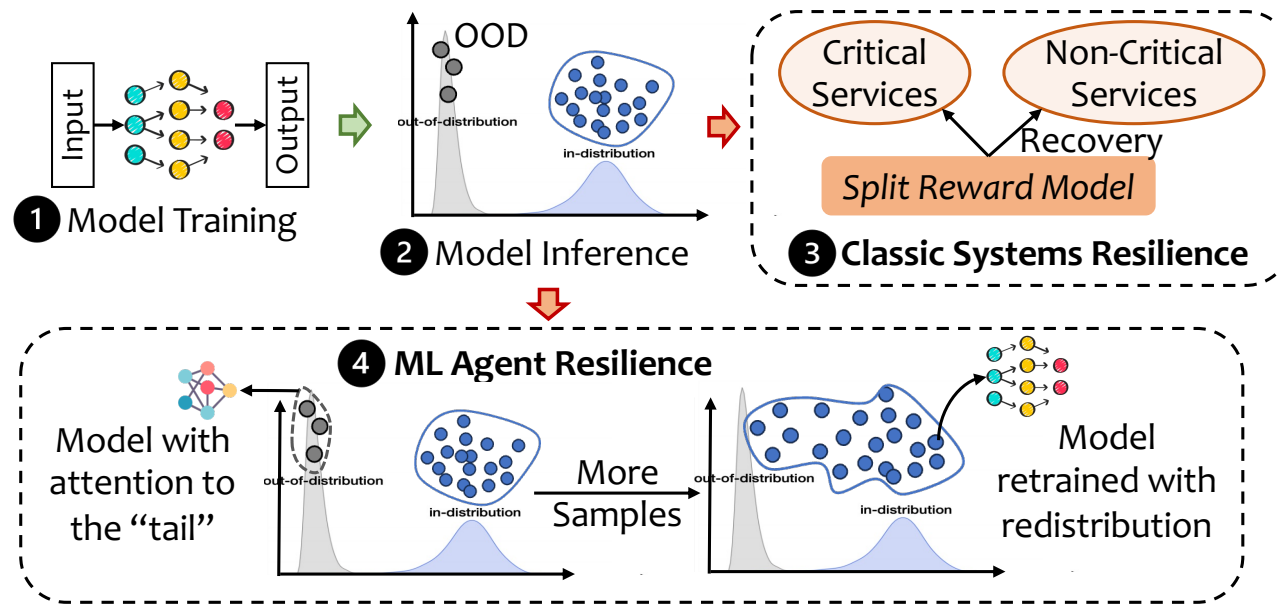 Input
Output
1 Model Training
OOD
out-of-distribution
in-distribution
2 Model Inference
Critical
Services
Non-Critical
Services
Recovery
Split Reward Model
3 Classic Systems Resilience
4 ML Agent Resilience
Model with
attention to
the “tail”
out-of-distribution
in-distribution
More
Samples
out-of-distribution
in-distribution
Model
retrained with
redistribution